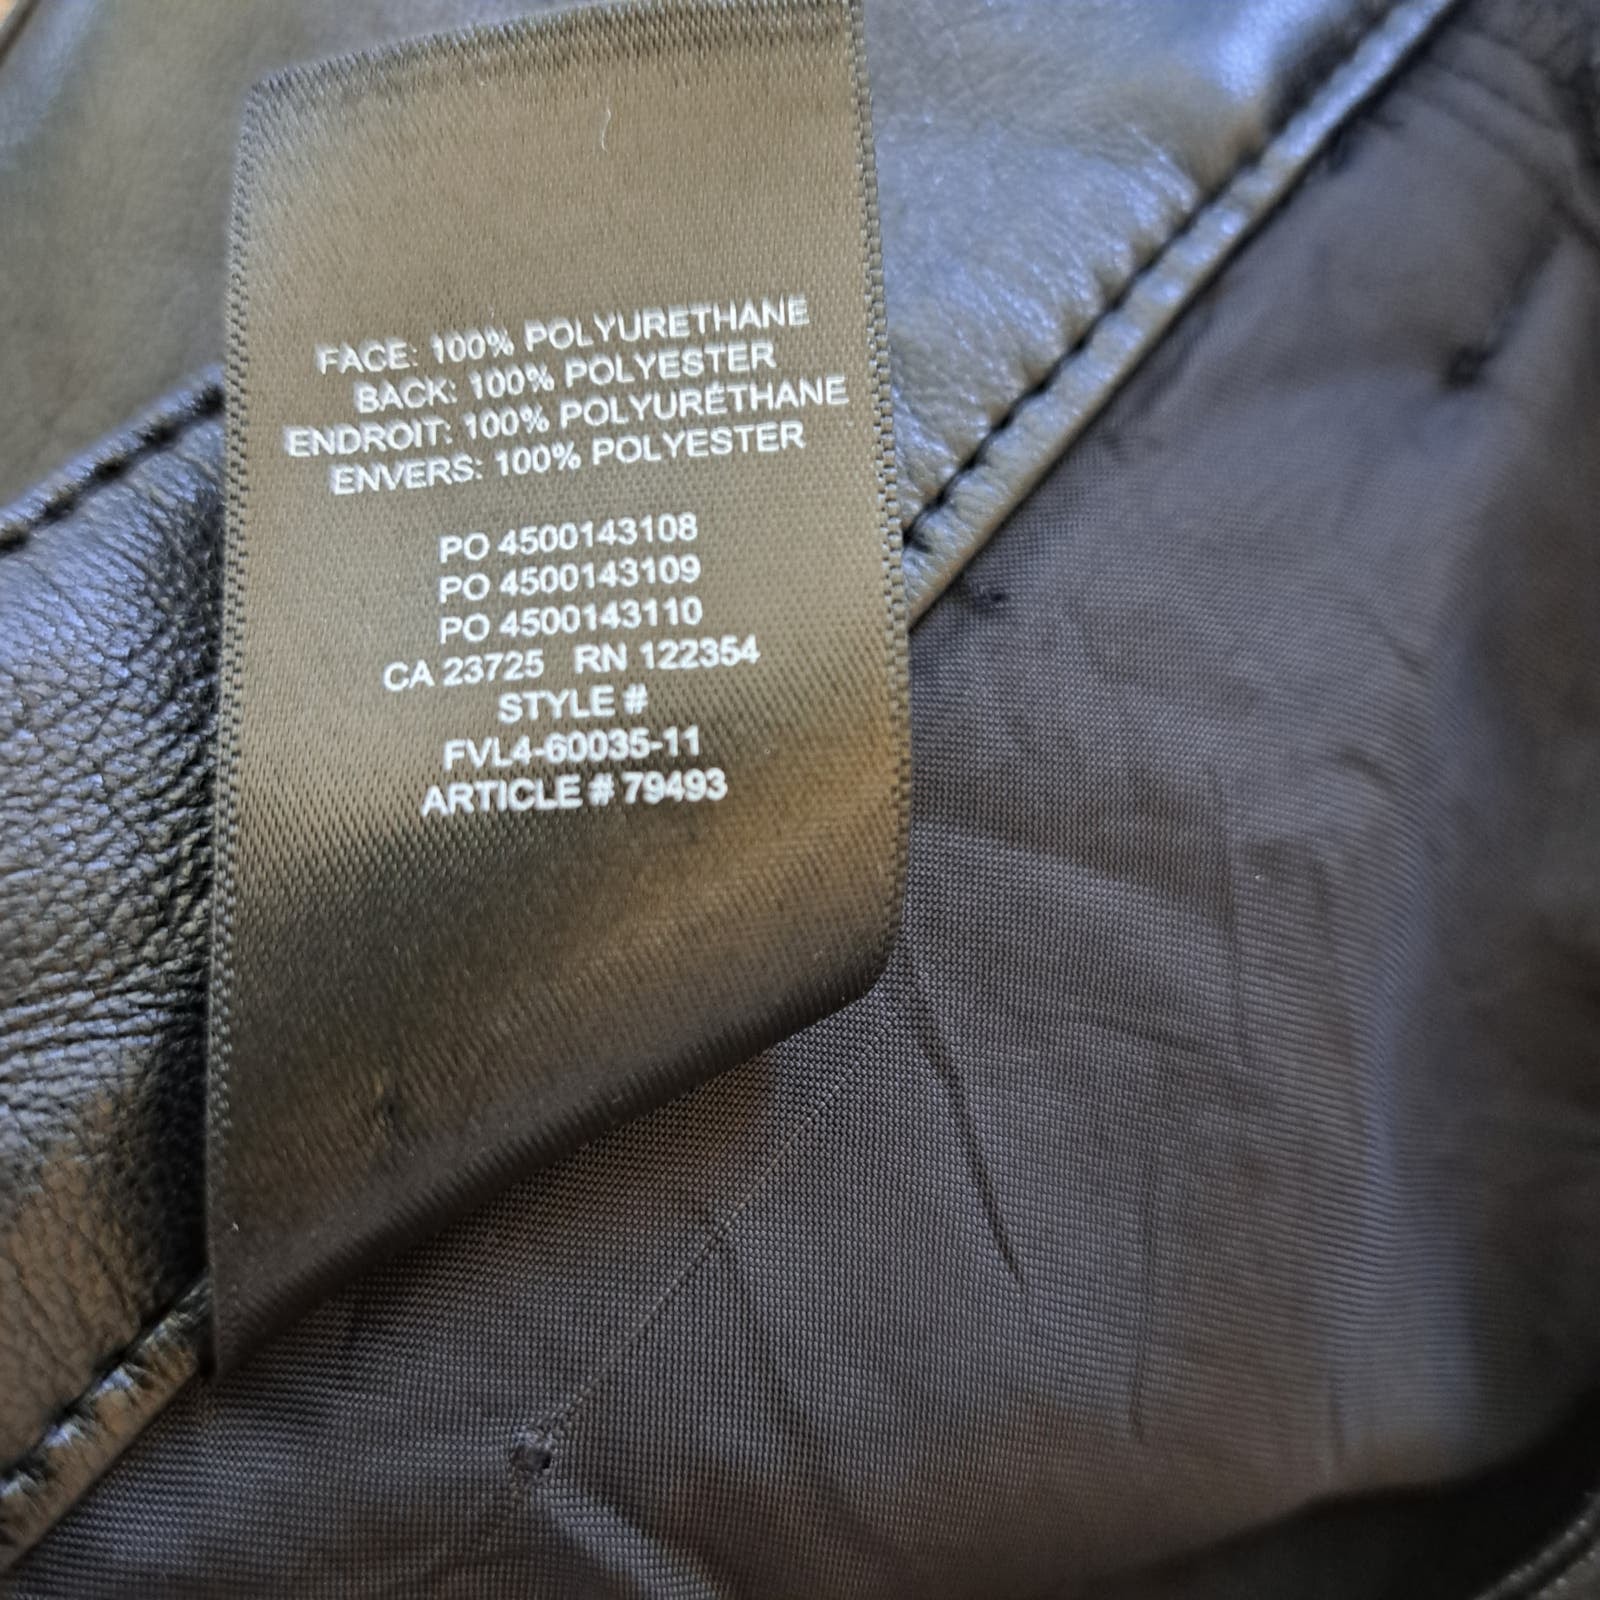 FACE: 100% POLYURETHANE
BACK: 100% POLYESTER
ENDROIT: 100% POLYURÉTHANE
ENVERS: 100% POLYESTER
PO 4500143108
PO 4500143109
PO 4500143110
CA 23725 RN 122354
STYLE #
FVL4-60035-11
ARTICLE # 79493